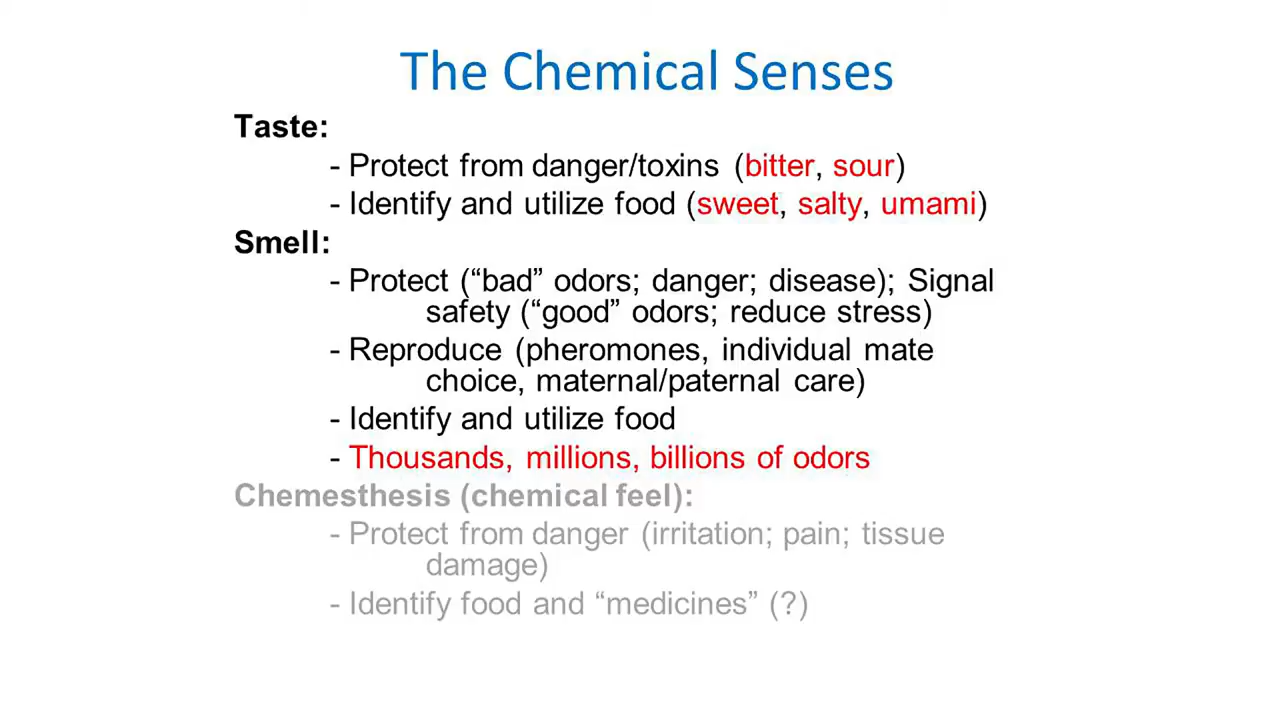 The Chemical Senses
Taste:
- Protect from danger/toxins (bitter, sour)
- Identify and utilize food (sweet, salty, umami)
Smell:
- Protect (“bad” odors; danger; disease); Signal
safety (“good” odors; reduce stress)
- Reproduce (pheromones, individual mate
choice, maternal/paternal care)
- Identify and utilize food
- Thousands, millions, billions of odors
Chemesthesis (chemical feel):
- Protect from danger (irritation; pain; tissue
damage)
- Identify food and “medicines” (?)